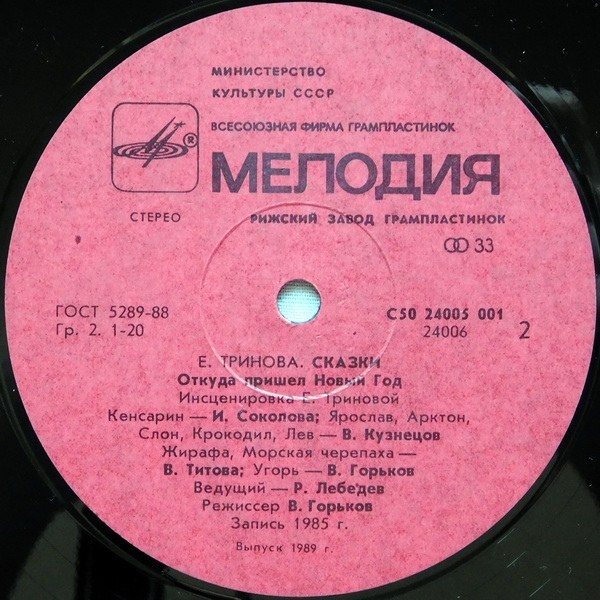 МИНИСТЕРСТВО
КУЛЬТУРЫ СССР
ВСЕСОЮЗНАЯ ФИРМА ГРАМПЛАСТИНОК
®
МЕЛОДИЯ
СТЕРЕО
РИЖСКИЙ ЗАВОД ГРАМПЛАСТИНОК
33
ГОСТ 5289-88
Гр. 2. 1-20
С50 24005 001
24006
2
Е. ТРИНОВА. СКАЗКИ
Откуда пришел Новый Год
Инсценировка Е. Триновой
Кенсарин — И. Соколова; Ярослав, Арктон,
Слон, Крокодил, Лев — В. Кузнецов
Жирафа, Морская черепаха —
В. Титова; Угорь — В. Горьков
Ведущий — Р. Лебедев
Режиссер В. Горьков
Запись 1985 г.
Выпуск 1989 г.